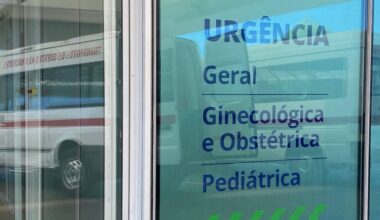 URGÊNCIA
Geral
Ginecológica
e Obstétrica
Pediátrica